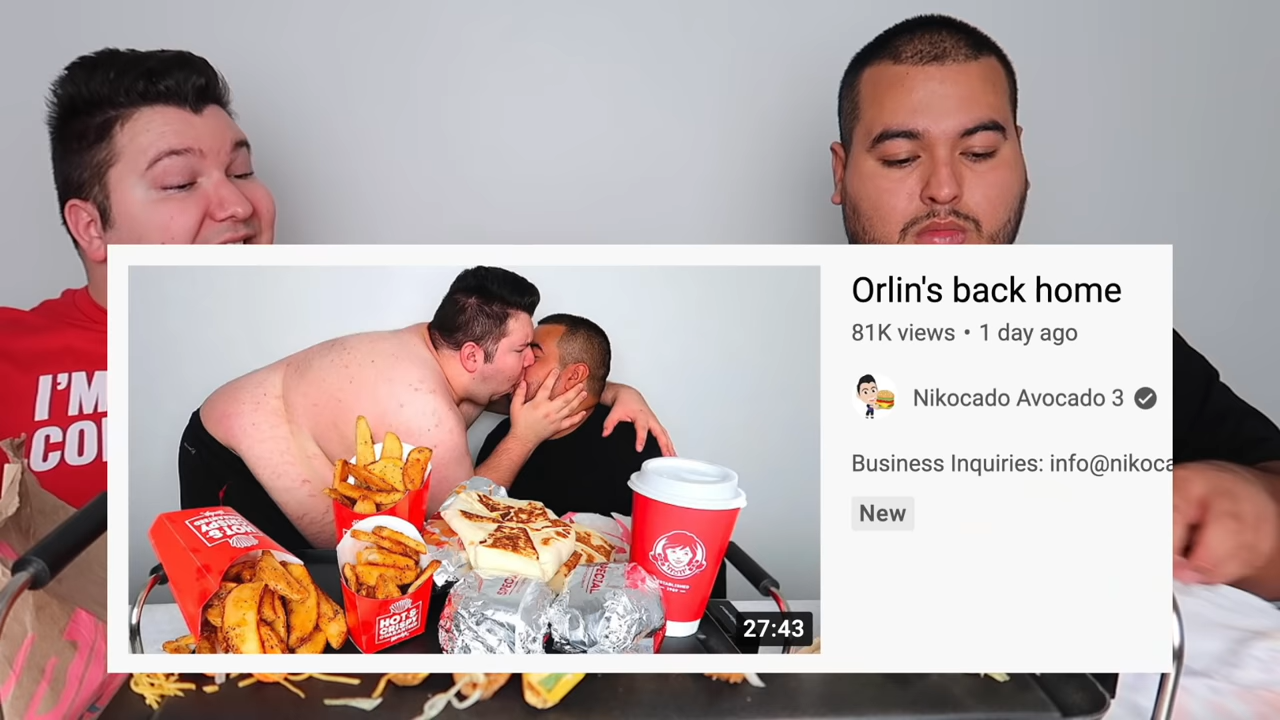 Orlin's back home
81K views • 1 day ago
Nikocado Avocado 3
Business Inquiries: info@nikoca
New
27:43
I'M
CO
HOT &
CRISPY
HOT &
CRISPY